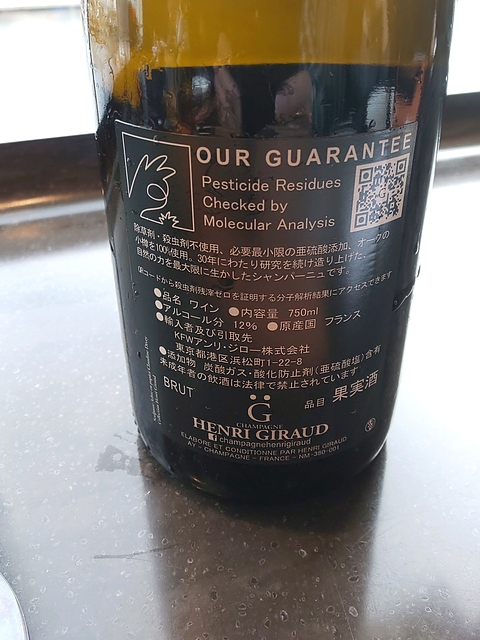 OUR GUARANTEE
Pesticide Residues
Checked by
Molecular Analysis
除草剤・殺虫剤不使用、必要最小限の亜硫酸添加、オークの
小樽を100%使用。30年にわたり研究を続け造り上げた、
自然の力を最大限に生かしたシャンパーニュです。
QRコードから殺虫剤残滓ゼロを証明する分子解析結果にアクセスできます
●品名 ワイン ●内容量 750ml
●アルコール分 12% ●原産国 フランス
●輸入者及び引取先
KFWアンリ・ジロー株式会社
東京都港区浜松町1-22-8
●添加物 炭酸ガス・酸化防止剤(亜硫酸塩)含有
未成年者の飲酒は法律で禁止されています
BRUT
品目 果実酒
G̈
CHAMPAGNE
HENRI GIRAUD
champagnehenrigiraud
ELABORE ET CONDITIONNE PAR HENRI GIRAUD
AY - CHAMPAGNE - FRANCE - NM-380-001